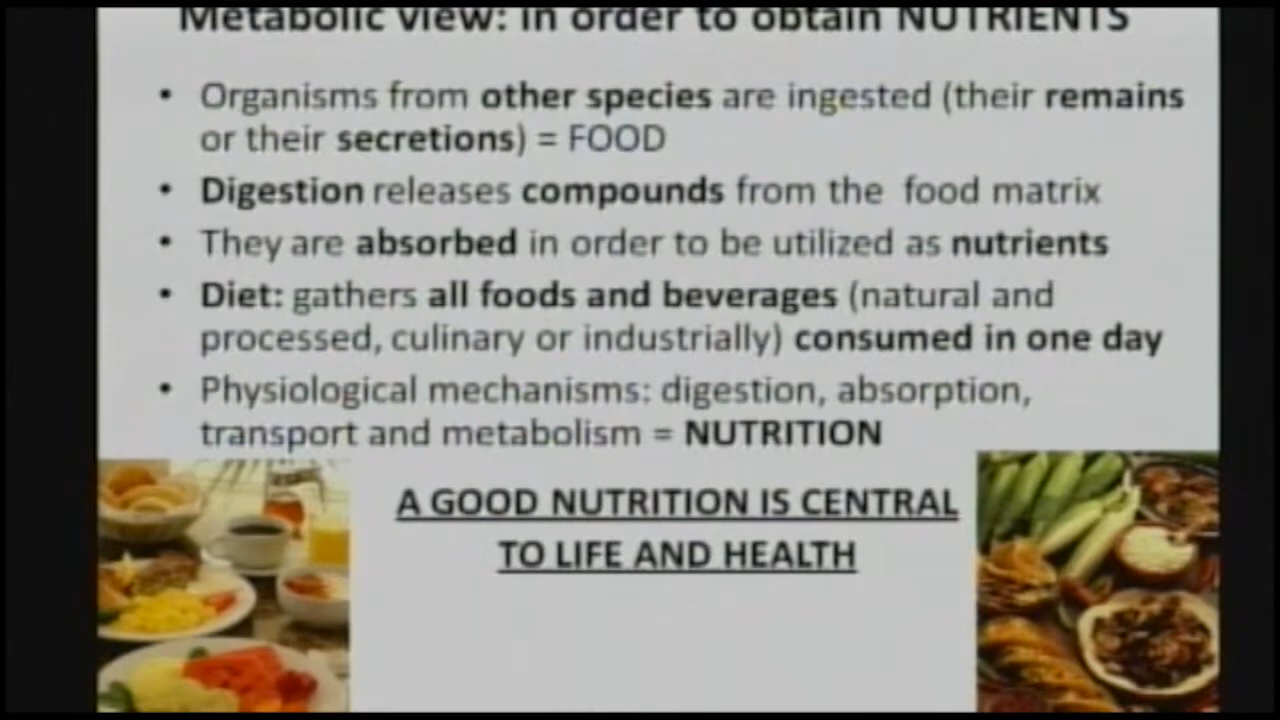 Metabolic view: in order to obtain NUTRIENTS
• Organisms from other species are ingested (their remains
or their secretions) = FOOD
• Digestion releases compounds from the food matrix
• They are absorbed in order to be utilized as nutrients
• Diet: gathers all foods and beverages (natural and
processed, culinary or industrially) consumed in one day
• Physiological mechanisms: digestion, absorption,
transport and metabolism = NUTRITION
A GOOD NUTRITION IS CENTRAL
TO LIFE AND HEALTH